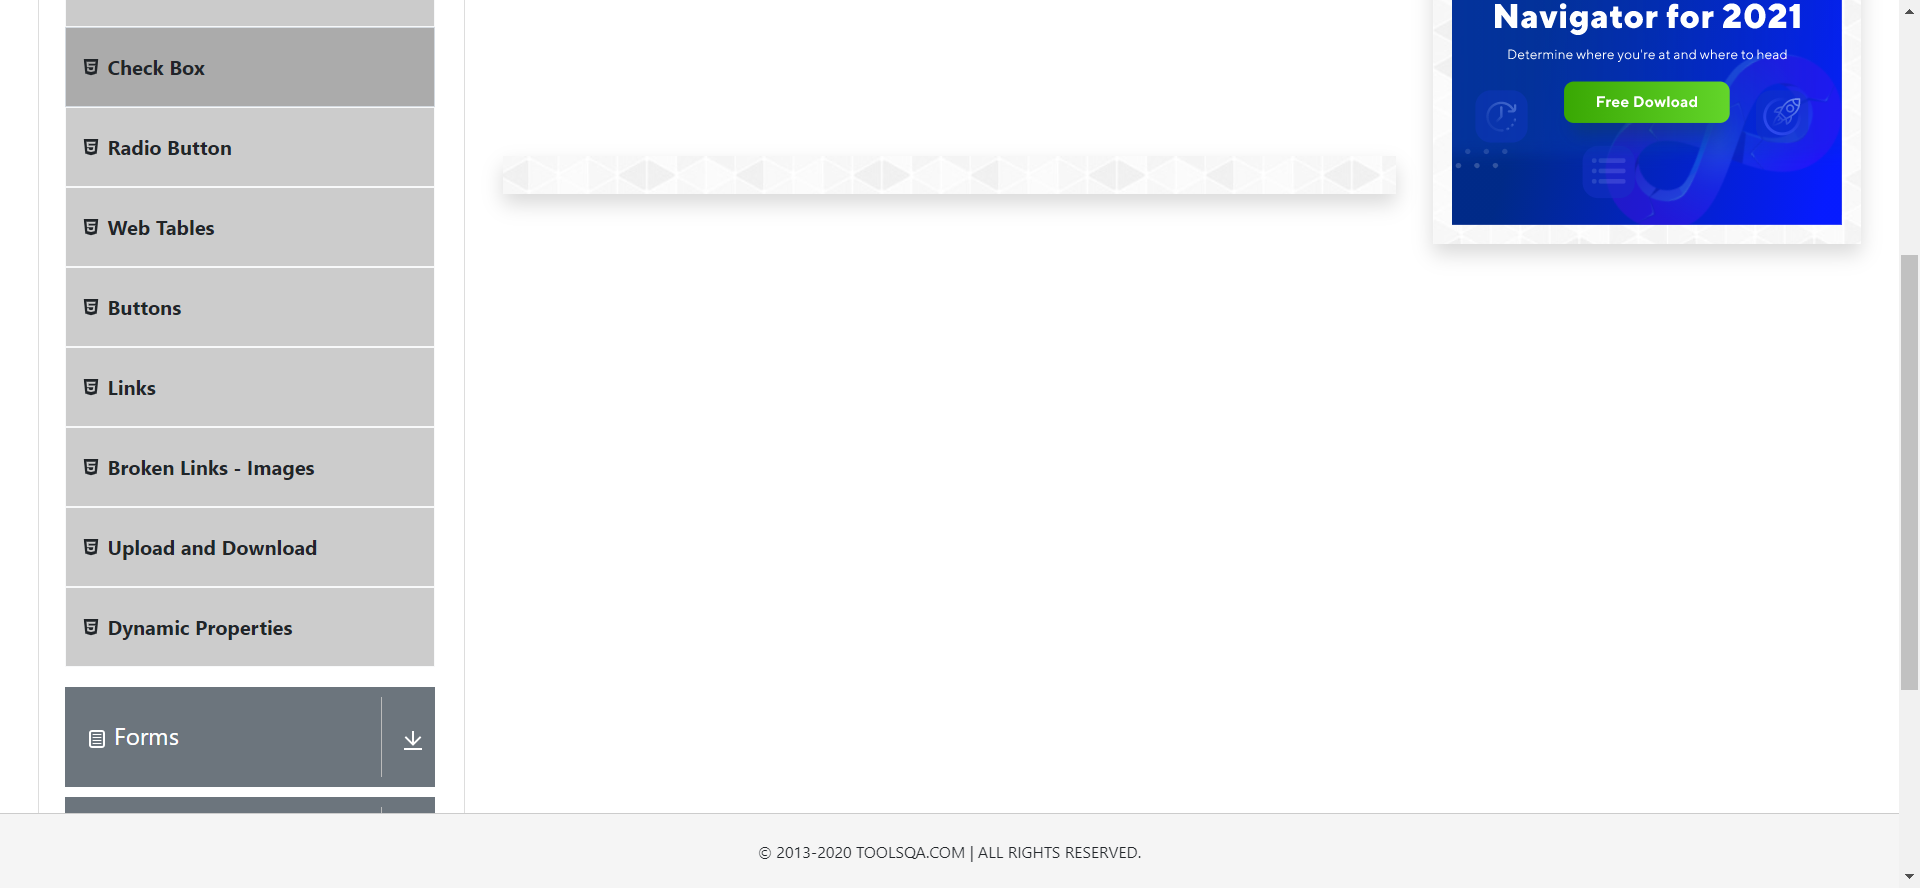 Check Box
Radio Button
Web Tables
Buttons
Links
Broken Links - Images
Upload and Download
Dynamic Properties
Forms
Navigator for 2021
Determine where you're at and where to head
Free Dowload
© 2013-2020 TOOLSQA.COM | ALL RIGHTS RESERVED.